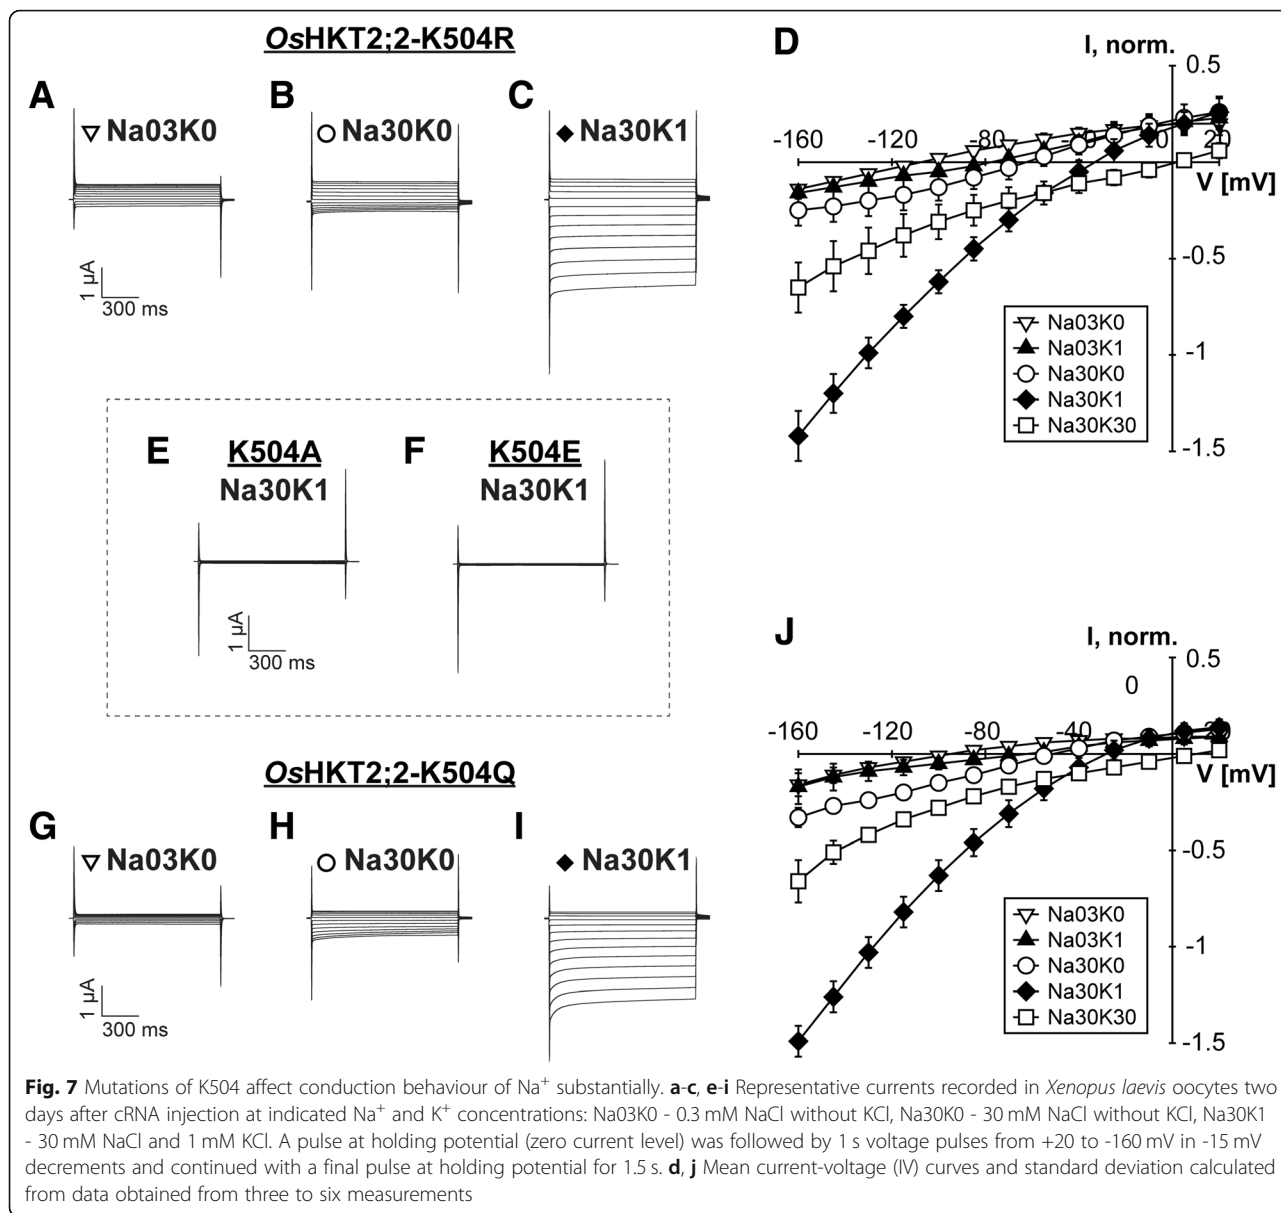 OsHKT2;2-K504R
A
▽ Na03K0
1 µA
300 ms
B
○ Na30K0
C
◆ Na30K1
D
I, norm.
0.5
-160
-120
-80
0
20
V [mV]
-0.5
-1
-1.5
Na03K0
Na03K1
Na30K0
Na30K1
Na30K30
E
K504A
Na30K1
1 µA
300 ms
F
K504E
Na30K1
OsHKT2;2-K504Q
G
▽ Na03K0
1 µA
300 ms
H
○ Na30K0
I
◆ Na30K1
J
I, norm.
0.5
0
-160
-120
-80
-40
V [mV]
-0.5
-1
-1.5
Na03K0
Na03K1
Na30K0
Na30K1
Na30K30
Fig. 7 Mutations of K504 affect conduction behaviour of Na⁺ substantially. a-c, e-i Representative currents recorded in Xenopus laevis oocytes two
days after cRNA injection at indicated Na⁺ and K⁺ concentrations: Na03K0 - 0.3 mM NaCl without KCl, Na30K0 - 30 mM NaCl without KCl, Na30K1
- 30 mM NaCl and 1 mM KCl. A pulse at holding potential (zero current level) was followed by 1 s voltage pulses from +20 to -160 mV in -15 mV
decrements and continued with a final pulse at holding potential for 1.5 s. d, j Mean current-voltage (IV) curves and standard deviation calculated
from data obtained from three to six measurements